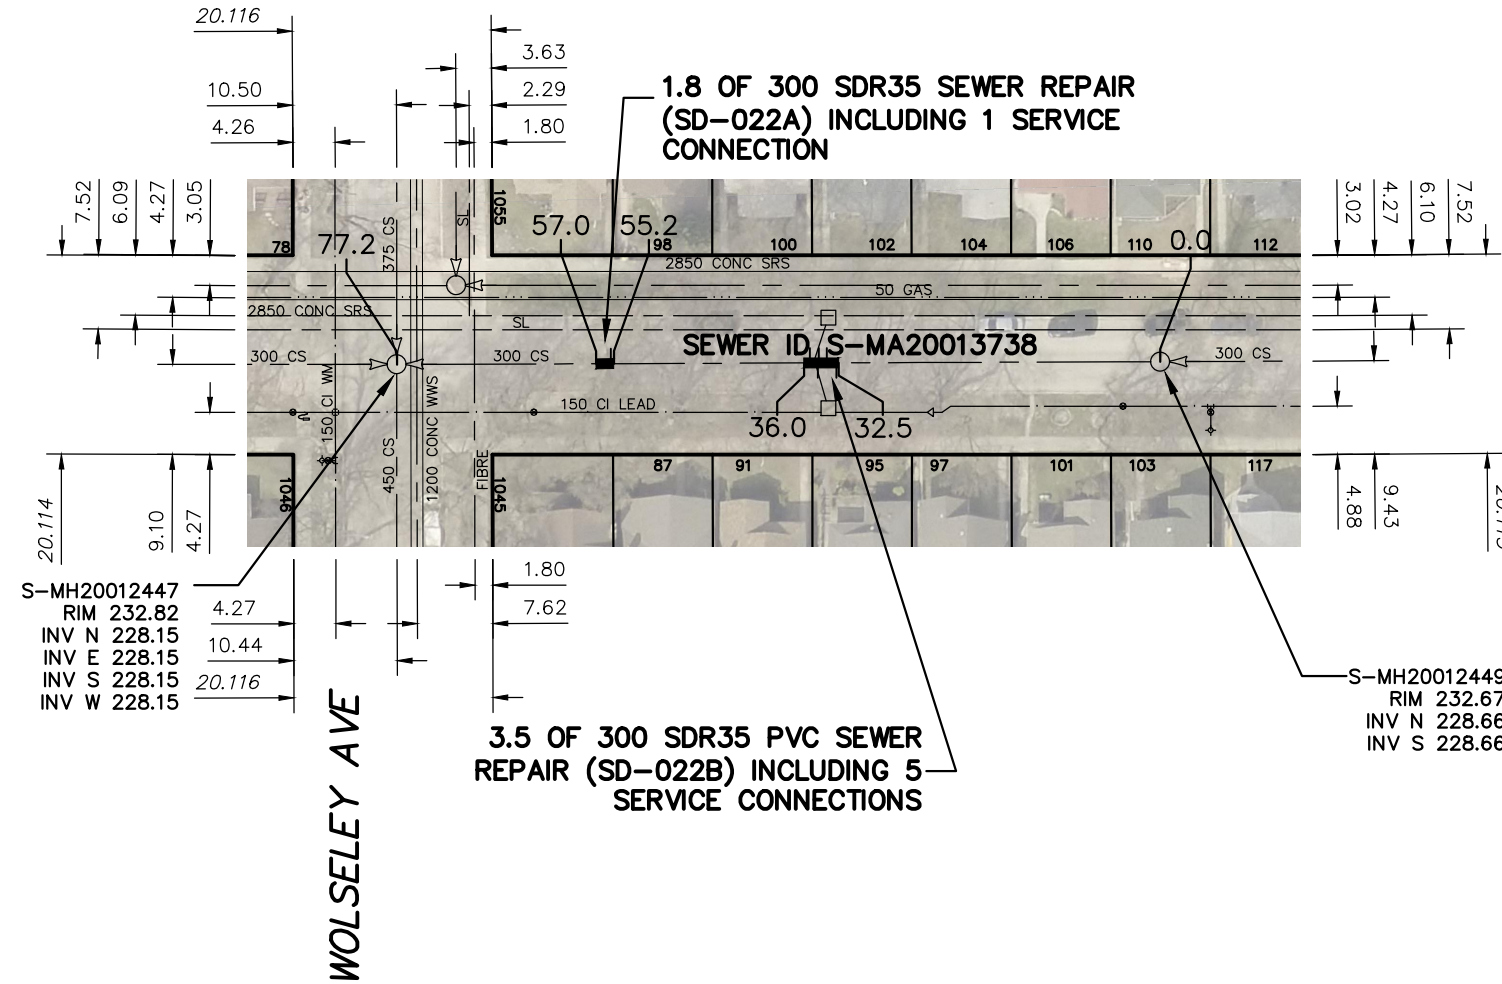 20.116
3.63
10.50
2.29
4.26
1.80
1.8 OF 300 SDR35 SEWER REPAIR
(SD-022A) INCLUDING 1 SERVICE
CONNECTION
7.52
6.09
4.27
3.05
3.02
4.27
6.10
7.52
375 CS
SL
1055
78
77.2
57.0
55.2
98
100
102
104
106
110
0.0
112
2850 CONC SRS
50 GAS
2850 CONC SRS
SL
SEWER ID S-MA20013738
300 CS
300 CS
300 CS
150 CI WM
450 CS
1200 CONC WWS
FIBRE
150 CI LEAD
36.0
32.5
87
91
95
97
101
103
117
1046
1045
20.114
9.10
4.27
4.88
9.43
S-MH20012447
RIM 232.82
INV N 228.15
INV E 228.15
INV S 228.15
INV W 228.15
1.80
4.27
7.62
10.44
20.116
WOLSELEY AVE
3.5 OF 300 SDR35 PVC SEWER
REPAIR (SD-022B) INCLUDING 5
SERVICE CONNECTIONS
S-MH20012449
RIM 232.67
INV N 228.66
INV S 228.66